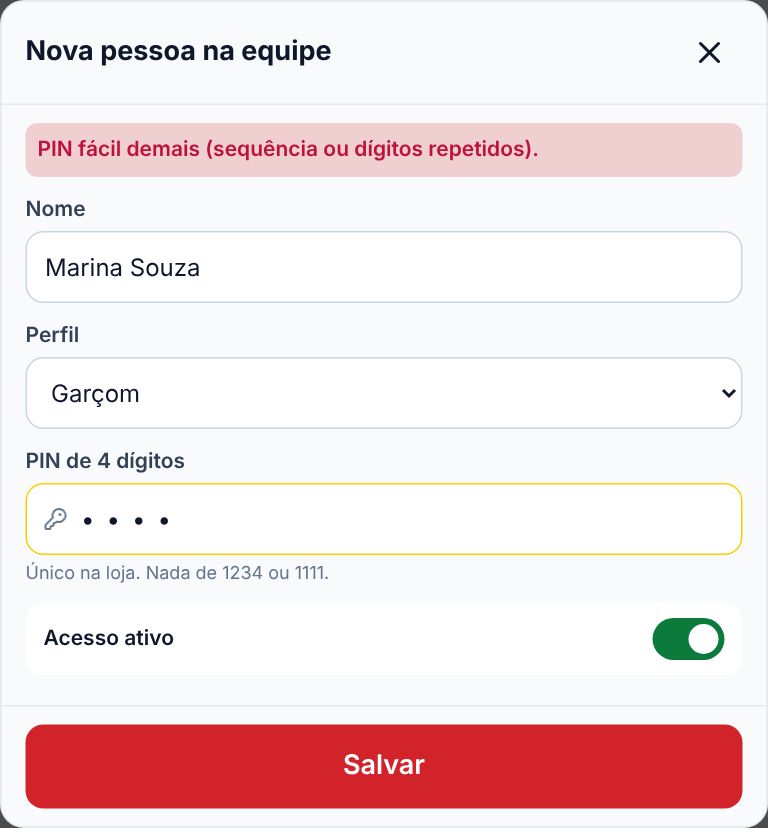 Nova pessoa na equipe
PIN fácil demais (sequência ou dígitos repetidos).
Nome
Marina Souza
Perfil
Garçom
PIN de 4 dígitos
• • • •
Único na loja. Nada de 1234 ou 1111.
Acesso ativo
Salvar